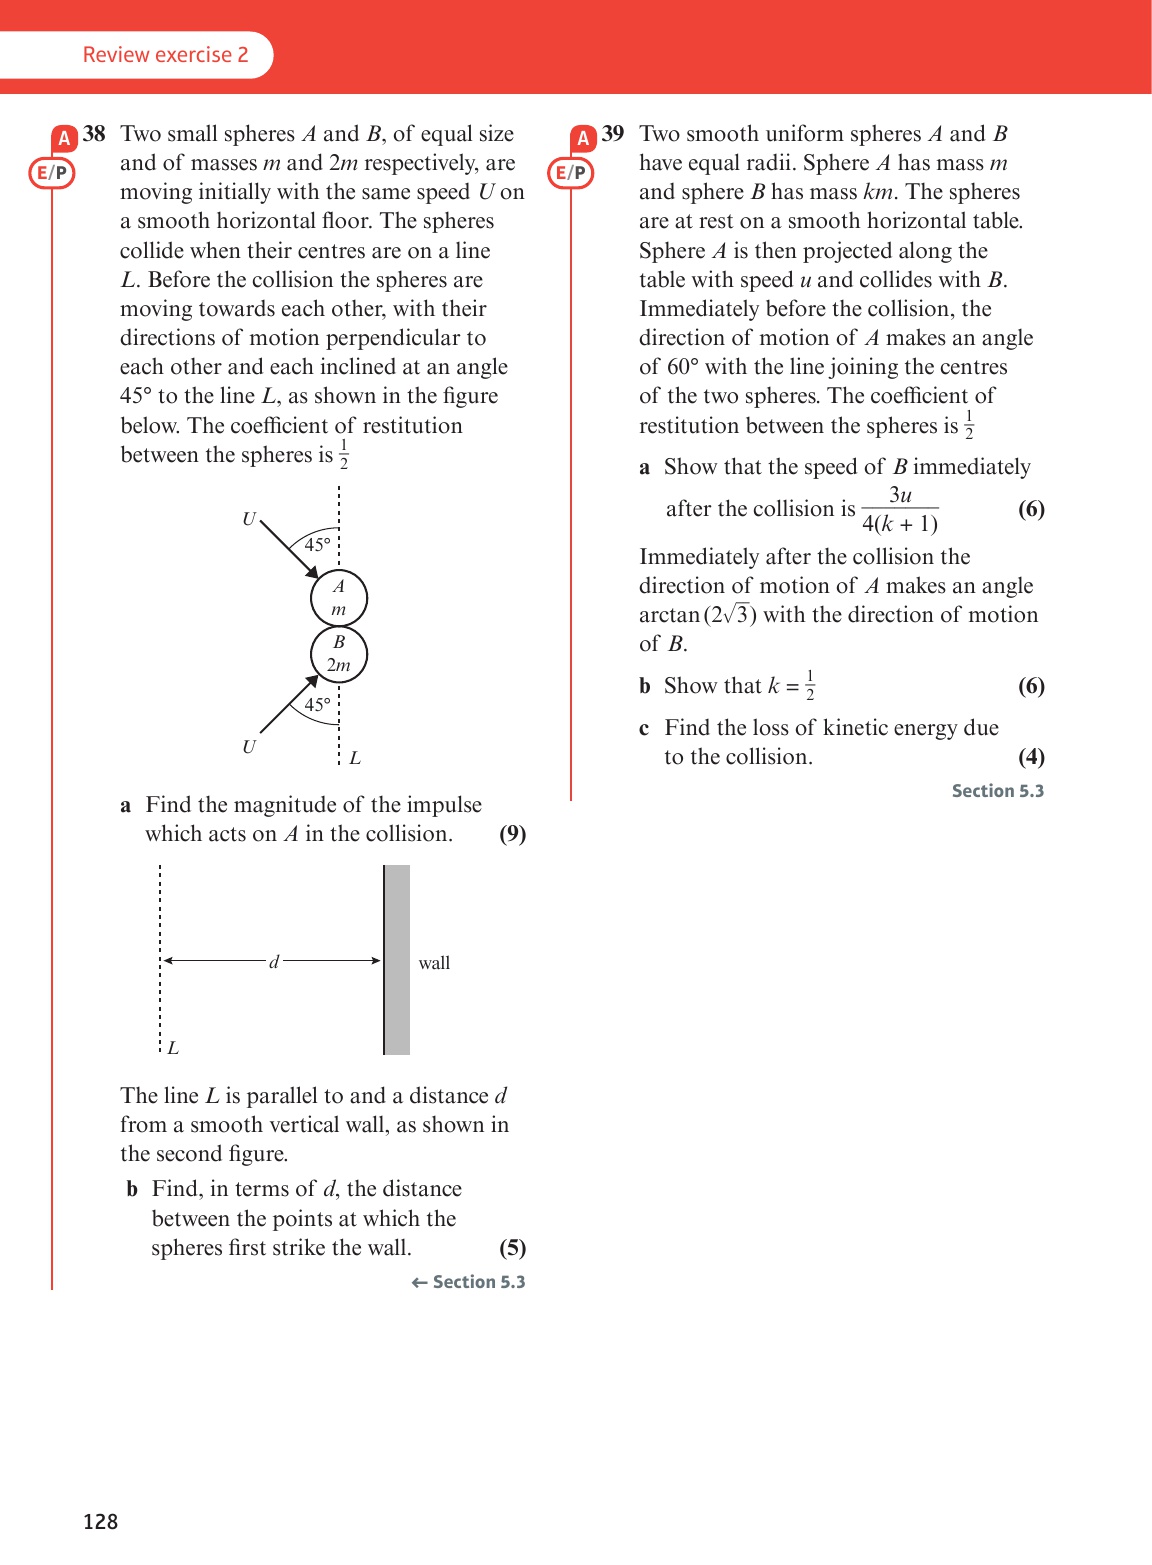 Review exercise 2
A
E/P
38 Two small spheres A and B, of equal size
and of masses m and 2m respectively, are
moving initially with the same speed U on
a smooth horizontal floor. The spheres
collide when their centres are on a line
L. Before the collision the spheres are
moving towards each other, with their
directions of motion perpendicular to
each other and each inclined at an angle
45° to the line L, as shown in the figure
below. The coefficient of restitution
between the spheres is 1/2
U
45°
A
m
B
2m
45°
U
L
a Find the magnitude of the impulse
which acts on A in the collision. (9)
d
wall
L
The line L is parallel to and a distance d
from a smooth vertical wall, as shown in
the second figure.
b Find, in terms of d, the distance
between the points at which the
spheres first strike the wall. (5)
← Section 5.3
A
E/P
39 Two smooth uniform spheres A and B
have equal radii. Sphere A has mass m
and sphere B has mass km. The spheres
are at rest on a smooth horizontal table.
Sphere A is then projected along the
table with speed u and collides with B.
Immediately before the collision, the
direction of motion of A makes an angle
of 60° with the line joining the centres
of the two spheres. The coefficient of
restitution between the spheres is 1/2
a Show that the speed of B immediately
after the collision is 3u/4(k + 1) (6)
Immediately after the collision the
direction of motion of A makes an angle
arctan (2√3) with the direction of motion
of B.
b Show that k = 1/2 (6)
c Find the loss of kinetic energy due
to the collision. (4)
Section 5.3
128